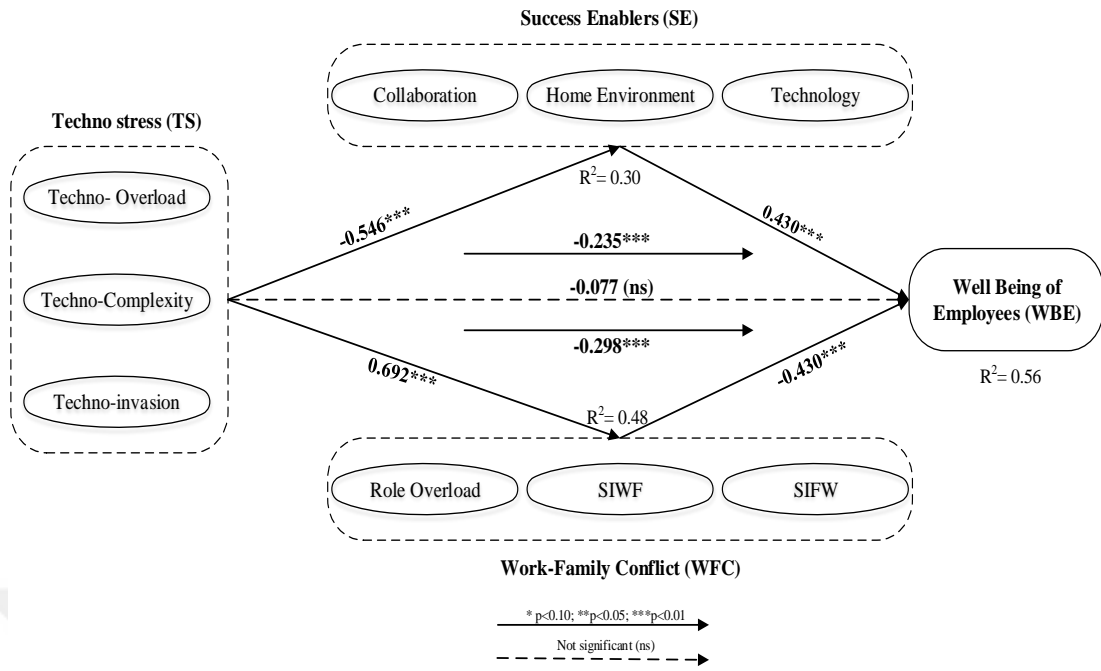 Success Enablers (SE)
Collaboration
Home Environment
Technology
Techno stress (TS)
Techno- Overload
Techno-Complexity
Techno-invasion
R²= 0.30
-0.546***
0.430***
-0.235***
-0.077 (ns)
-0.298***
0.692***
-0.430***
Well Being of
Employees (WBE)
R²= 0.56
R²= 0.48
Role Overload
SIWF
SIFW
Work-Family Conflict (WFC)
* p<0.10; **p<0.05; ***p<0.01
Not significant (ns)